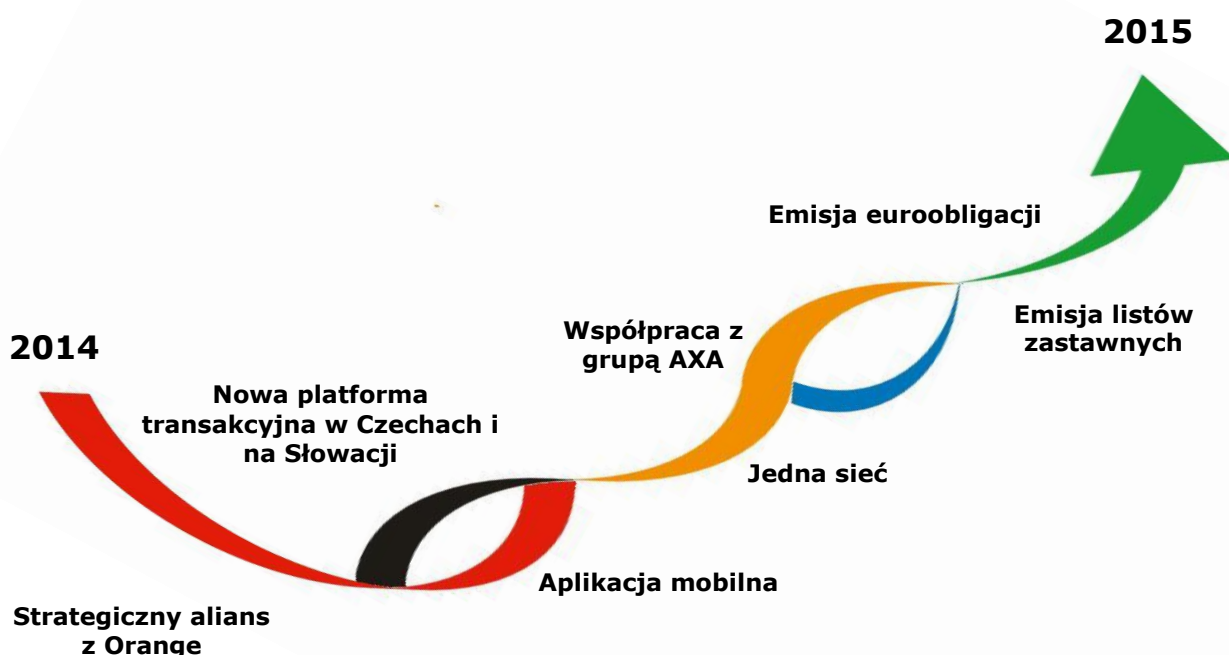 2015
Emisja euroobligacji
Emisja listów
zastawnych
Współpraca z
grupą AXA
2014
Nowa platforma
transakcyjna w Czechach i
na Słowacji
Jedna sieć
Aplikacja mobilna
Strategiczny alians
z Orange